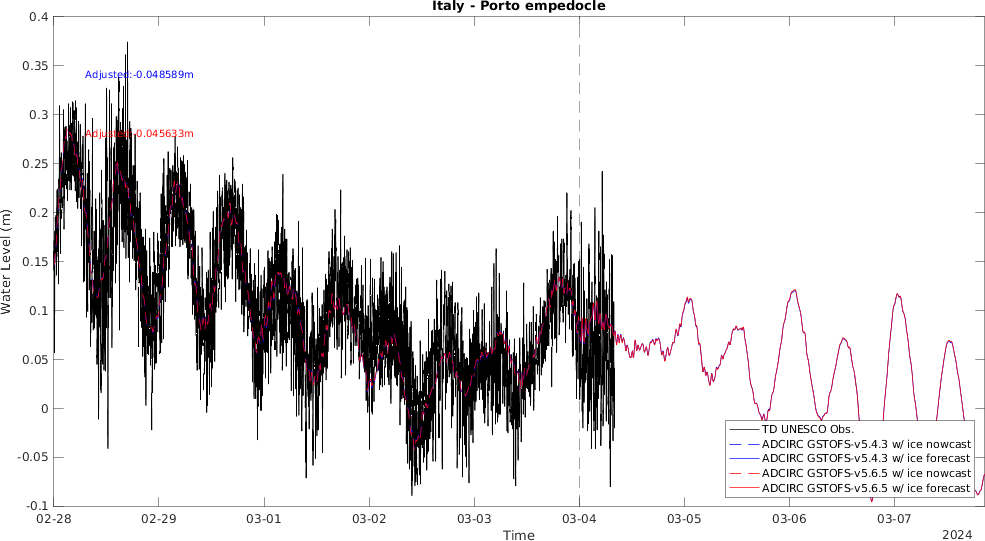 Italy - Porto empedocle
0.4
0.35
0.3
0.25
0.2
0.15
0.1
0.05
0
-0.05
-0.1
Water Level (m)
Adjusted:-0.048589m
Adjusted:-0.045633m
TD UNESCO Obs.
ADCIRC GSTOFS-v5.4.3 w/ ice nowcast
ADCIRC GSTOFS-v5.4.3 w/ ice forecast
ADCIRC GSTOFS-v5.6.5 w/ ice nowcast
ADCIRC GSTOFS-v5.6.5 w/ ice forecast
02-28 02-29 03-01 03-02 03-03 03-04 03-05 03-06 03-07
Time
2024